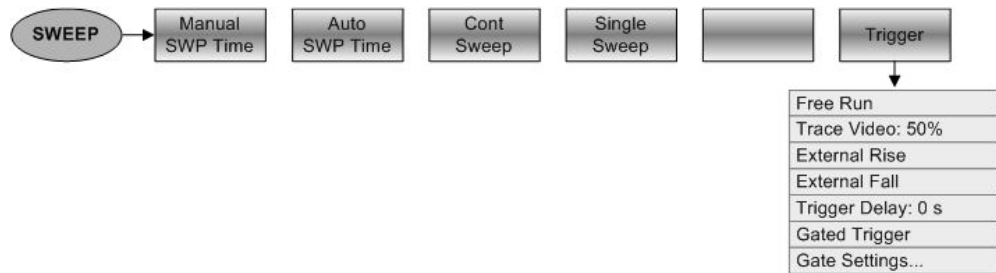 SWEEP
Manual
SWP Time
Auto
SWP Time
Cont
Sweep
Single
Sweep
Trigger
Free Run
Trace Video: 50%
External Rise
External Fall
Trigger Delay: 0 s
Gated Trigger
Gate Settings...